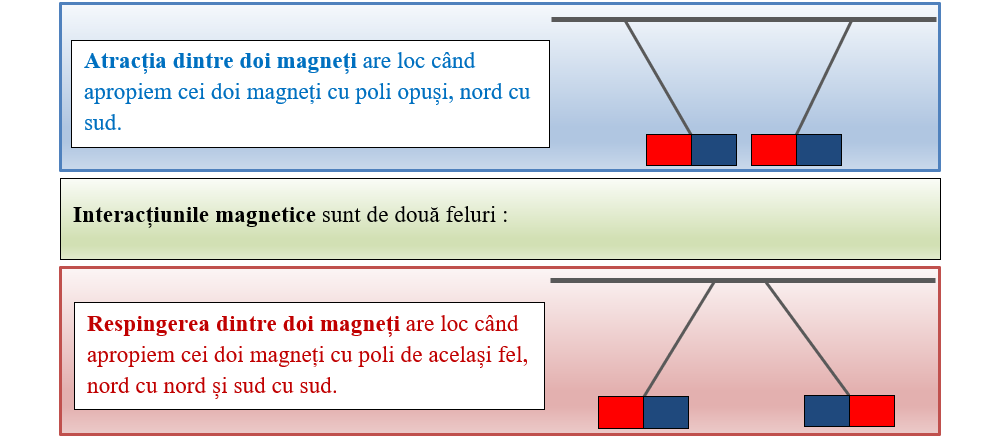 Atracția dintre doi magneți are loc când
apropiem cei doi magneți cu poli opuși, nord cu
sud.
Interacțiunile magnetice sunt de două feluri :
Respingerea dintre doi magneți are loc când
apropiem cei doi magneți cu poli de același fel,
nord cu nord și sud cu sud.